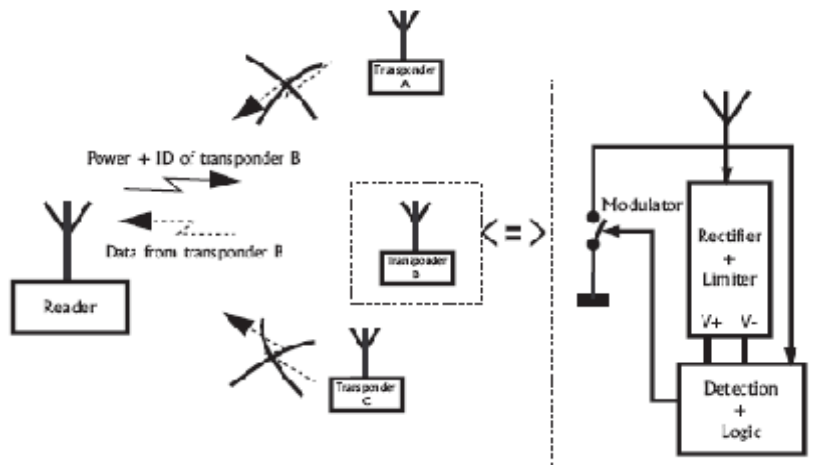 Transponder
A
Power + ID of transponder B
Data from transponder B
Reader
Transponder
B
Transponder
C
<=>
Modulator
Rectifier
+
Limiter
V+ V-
Detection
+
Logic